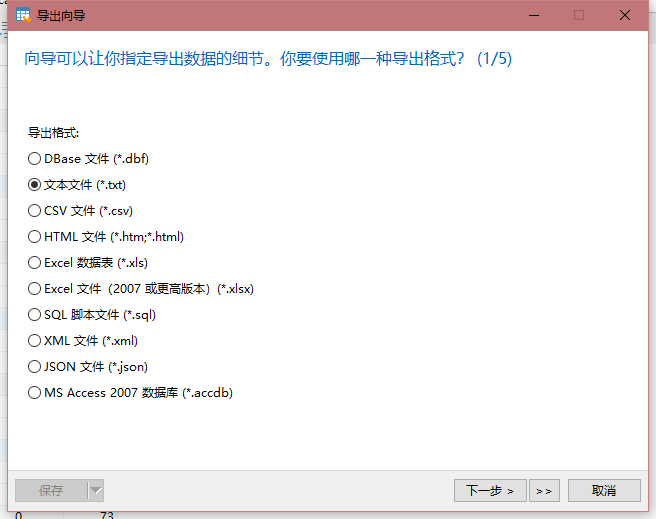 导出向导
向导可以让你指定导出数据的细节。你要使用哪一种导出格式? (1/5)
导出格式:
DBase 文件 (*.dbf)
文本文件 (*.txt)
CSV 文件 (*.csv)
HTML 文件 (*.htm;*.html)
Excel 数据表 (*.xls)
Excel 文件（2007 或更高版本）(*.xlsx)
SQL 脚本文件 (*.sql)
XML 文件 (*.xml)
JSON 文件 (*.json)
MS Access 2007 数据库 (*.accdb)
保存 下一步 > >> 取消
0 73